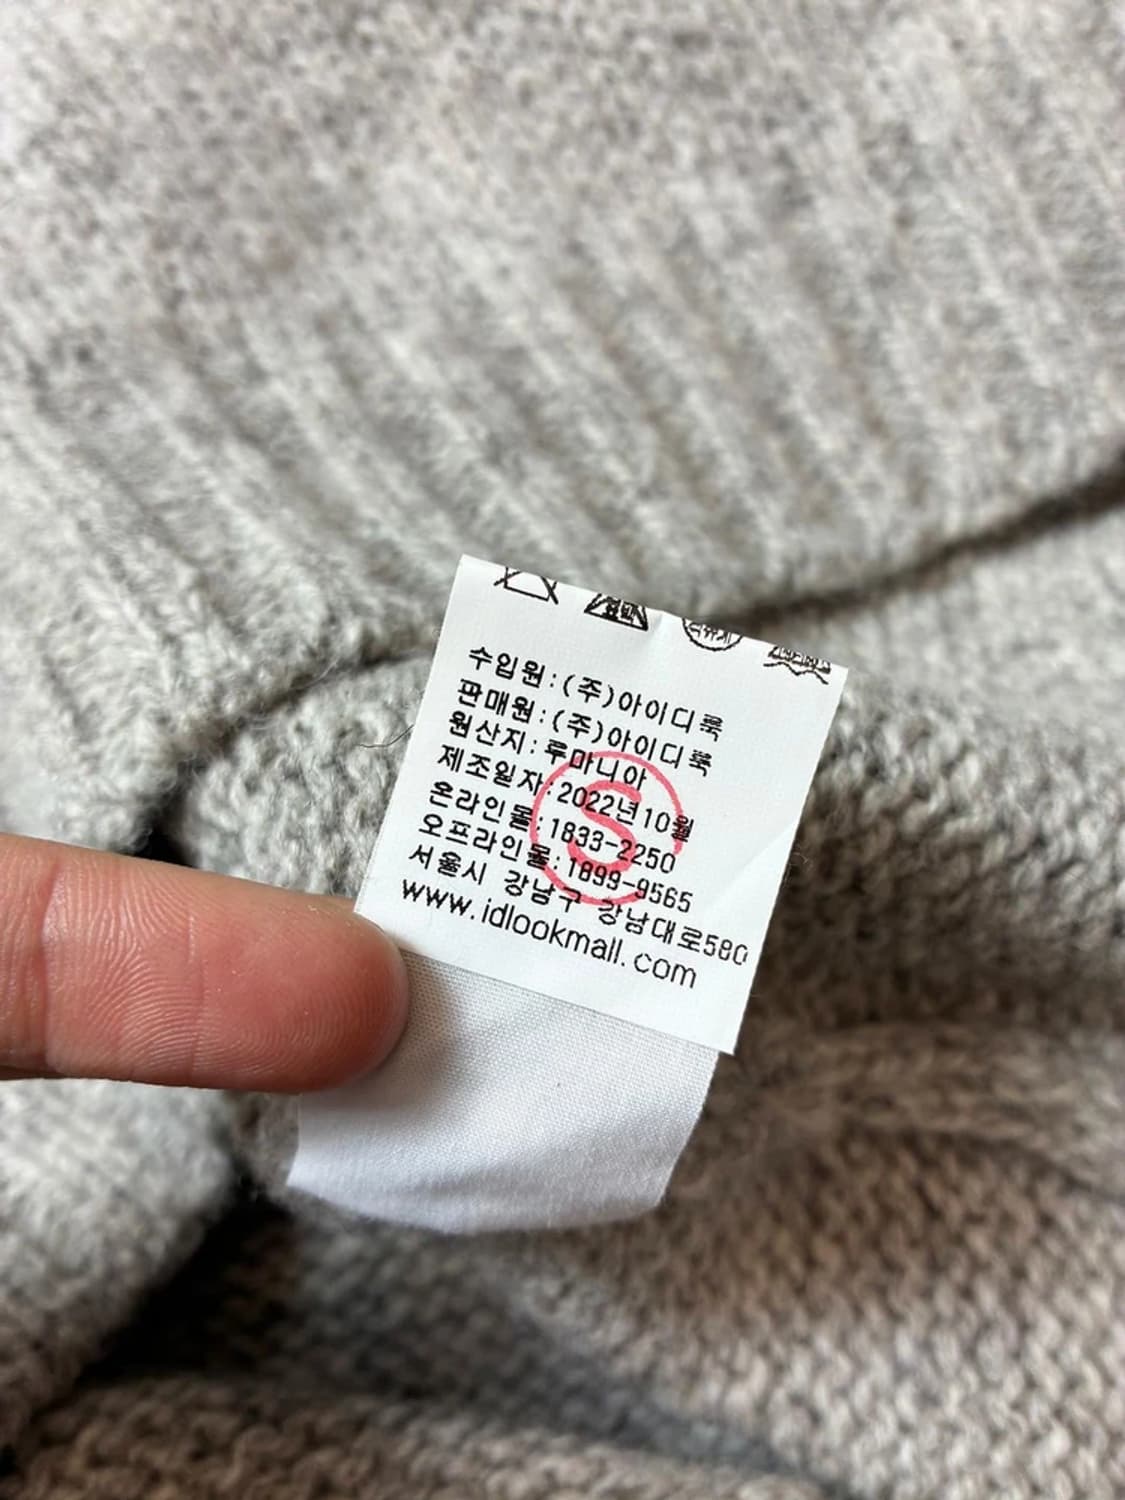 수입원:(주)아이디룩
판매원:(주)아이디룩
원산지:루마니아
제조일자:2022년10월
온라인몰:1833-2250
오프라인몰:1899-9565
서울시 강남구 강남대로580
www.idlookmall.com
S